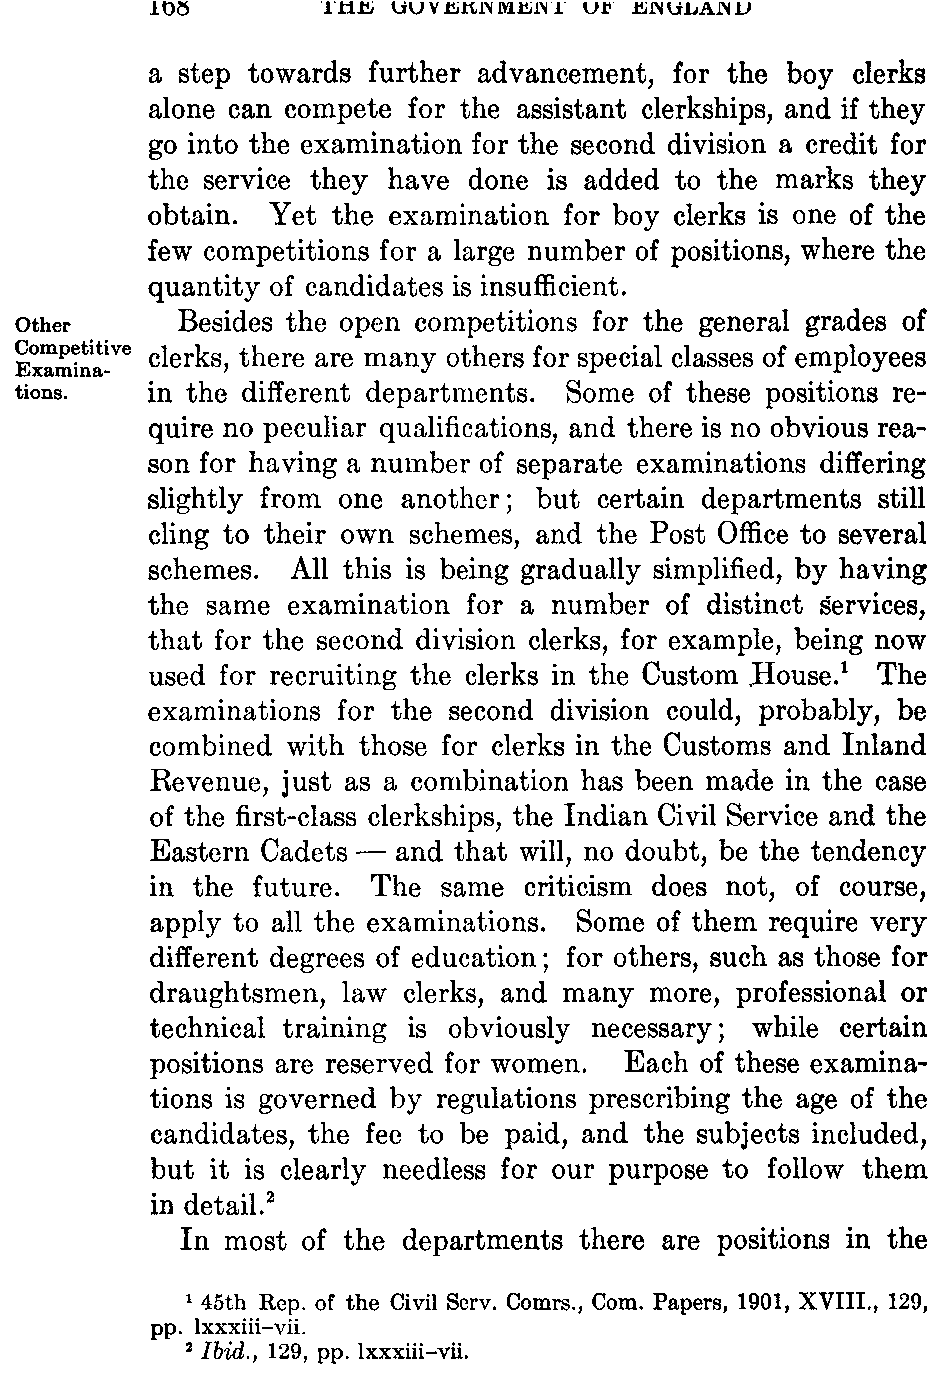 168 THE GOVERNMENT OF ENGLAND
a step towards further advancement, for the boy clerks
alone can compete for the assistant clerkships, and if they
go into the examination for the second division a credit for
the service they have done is added to the marks they
obtain. Yet the examination for boy clerks is one of the
few competitions for a large number of positions, where the
quantity of candidates is insufficient.
Other
Competitive
Examina-
tions.
Besides the open competitions for the general grades of
clerks, there are many others for special classes of employees
in the different departments. Some of these positions re-
quire no peculiar qualifications, and there is no obvious rea-
son for having a number of separate examinations differing
slightly from one another; but certain departments still
cling to their own schemes, and the Post Office to several
schemes. All this is being gradually simplified, by having
the same examination for a number of distinct services,
that for the second division clerks, for example, being now
used for recruiting the clerks in the Custom House.¹ The
examinations for the second division could, probably, be
combined with those for clerks in the Customs and Inland
Revenue, just as a combination has been made in the case
of the first-class clerkships, the Indian Civil Service and the
Eastern Cadets — and that will, no doubt, be the tendency
in the future. The same criticism does not, of course,
apply to all the examinations. Some of them require very
different degrees of education; for others, such as those for
draughtsmen, law clerks, and many more, professional or
technical training is obviously necessary; while certain
positions are reserved for women. Each of these examina-
tions is governed by regulations prescribing the age of the
candidates, the fee to be paid, and the subjects included,
but it is clearly needless for our purpose to follow them
in detail.²
In most of the departments there are positions in the
¹ 45th Rep. of the Civil Serv. Comrs., Com. Papers, 1901, XVIII., 129,
pp. lxxxiii–vii.
² Ibid., 129, pp. lxxxiii–vii.